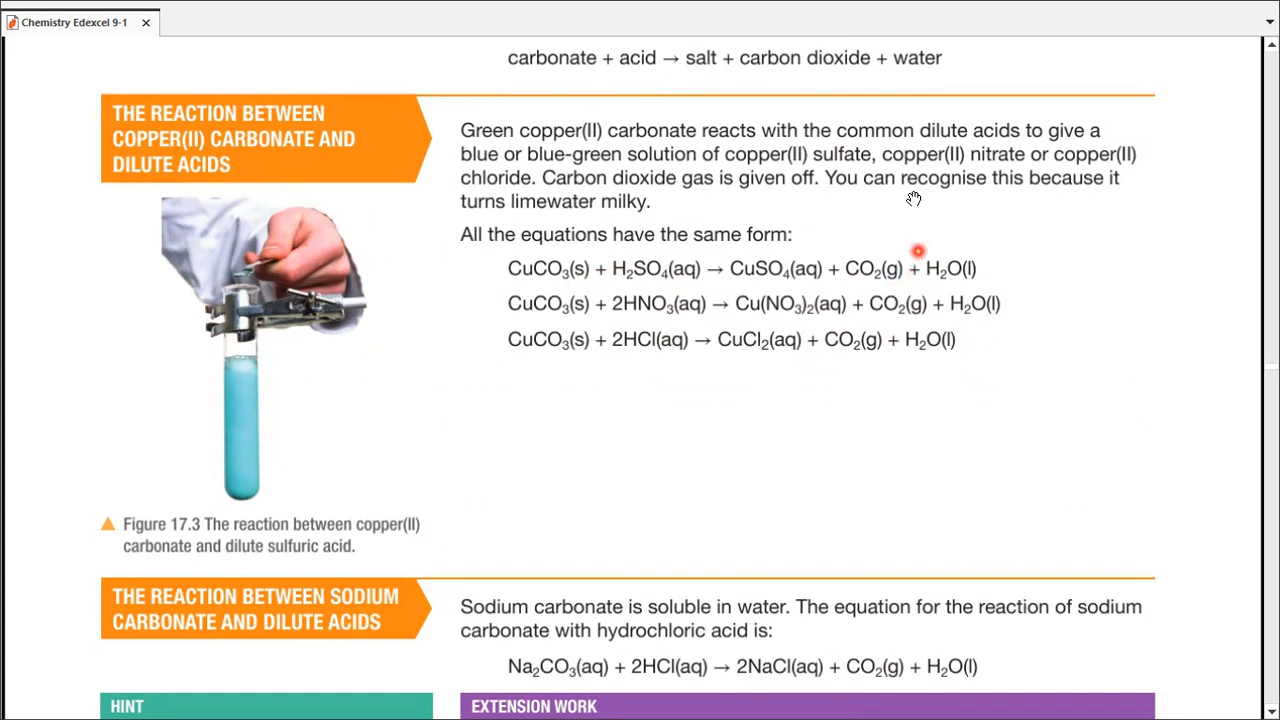 Chemistry Edexcel 9-1
carbonate + acid → salt + carbon dioxide + water
THE REACTION BETWEEN
COPPER(II) CARBONATE AND
DILUTE ACIDS
Green copper(II) carbonate reacts with the common dilute acids to give a
blue or blue-green solution of copper(II) sulfate, copper(II) nitrate or copper(II)
chloride. Carbon dioxide gas is given off. You can recognise this because it
turns limewater milky.
All the equations have the same form:
CuCO₃(s) + H₂SO₄(aq) → CuSO₄(aq) + CO₂(g) + H₂O(l)
CuCO₃(s) + 2HNO₃(aq) → Cu(NO₃)₂(aq) + CO₂(g) + H₂O(l)
CuCO₃(s) + 2HCl(aq) → CuCl₂(aq) + CO₂(g) + H₂O(l)
▲ Figure 17.3 The reaction between copper(II)
carbonate and dilute sulfuric acid.
THE REACTION BETWEEN SODIUM
CARBONATE AND DILUTE ACIDS
Sodium carbonate is soluble in water. The equation for the reaction of sodium
carbonate with hydrochloric acid is:
Na₂CO₃(aq) + 2HCl(aq) → 2NaCl(aq) + CO₂(g) + H₂O(l)
HINT
EXTENSION WORK